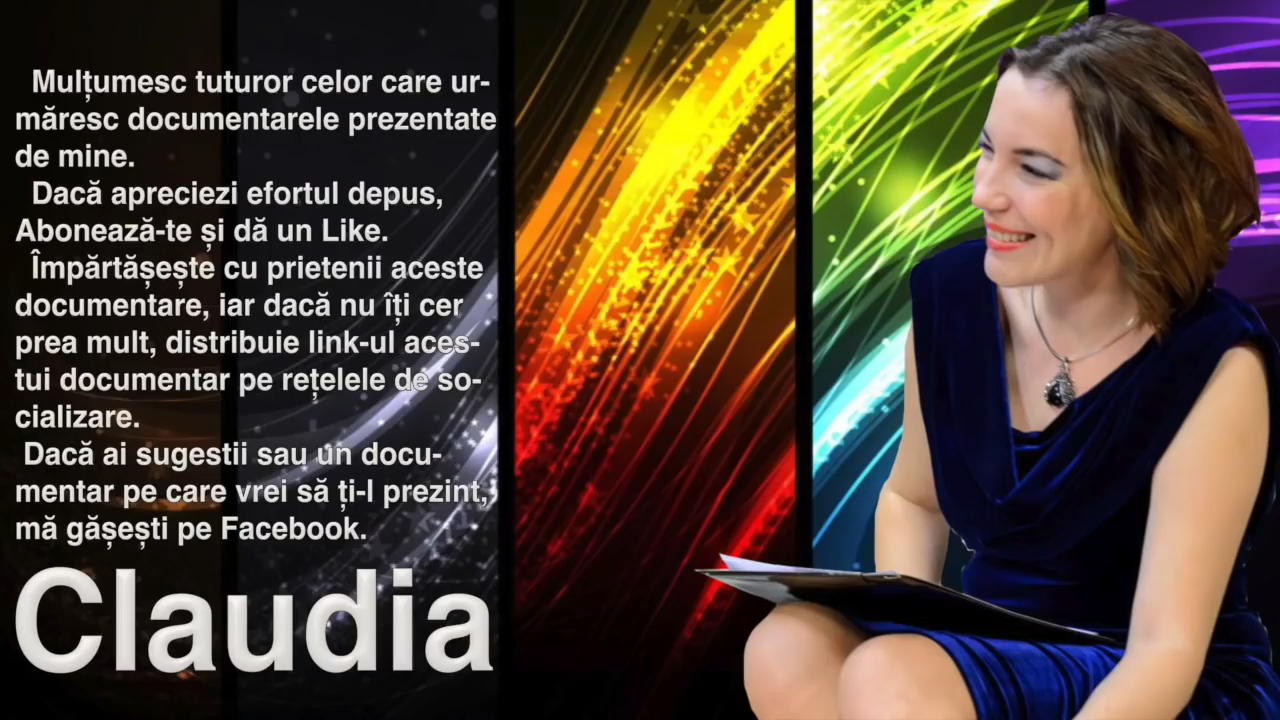 Mulțumesc tuturor celor care ur-
măresc documentarele prezentate
de mine.
Dacă apreciezi efortul depus,
Abonează-te și dă un Like.
Împărtășește cu prietenii aceste
documentare, iar dacă nu îți cer
prea mult, distribuie link-ul aces-
tui documentar pe rețelele de so-
cializare.
Dacă ai sugestii sau un docu-
mentar pe care vrei să ți-l prezint,
mă găsești pe Facebook.
Claudia